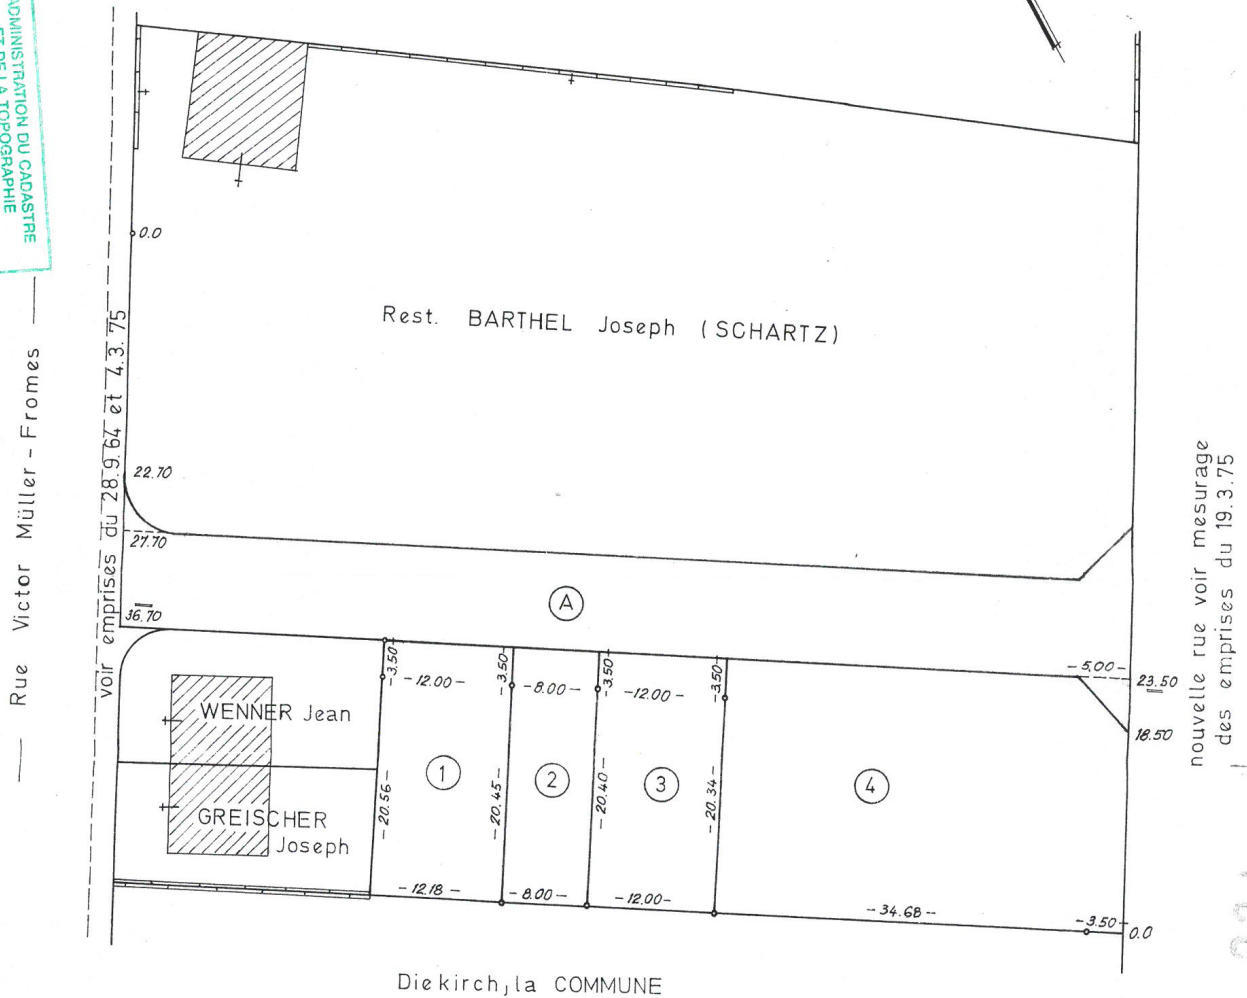 ADMINISTRATION DU CADASTRE
ET DE LA TOPOGRAPHIE
Rue Victor Müller-Fromes
voir emprises du 28.9.64 et 4.3.75
0.0
Rest. BARTHEL Joseph (SCHARTZ)
22.70
27.70
36.70
A
-3.50-
-12.00-
-3.50-
-8.00-
-3.50-
-12.00-
-3.50-
-5.00-
23.50
18.50
WENNER Jean
GREISCHER
Joseph
1
2
3
4
-20.56-
-20.45-
-20.40-
-20.34-
-12.18-
-8.00-
-12.00-
-34.68-
-3.50-
0.0
nouvelle rue voir mesurage
des emprises du 19.3.75
Diekirch, la COMMUNE